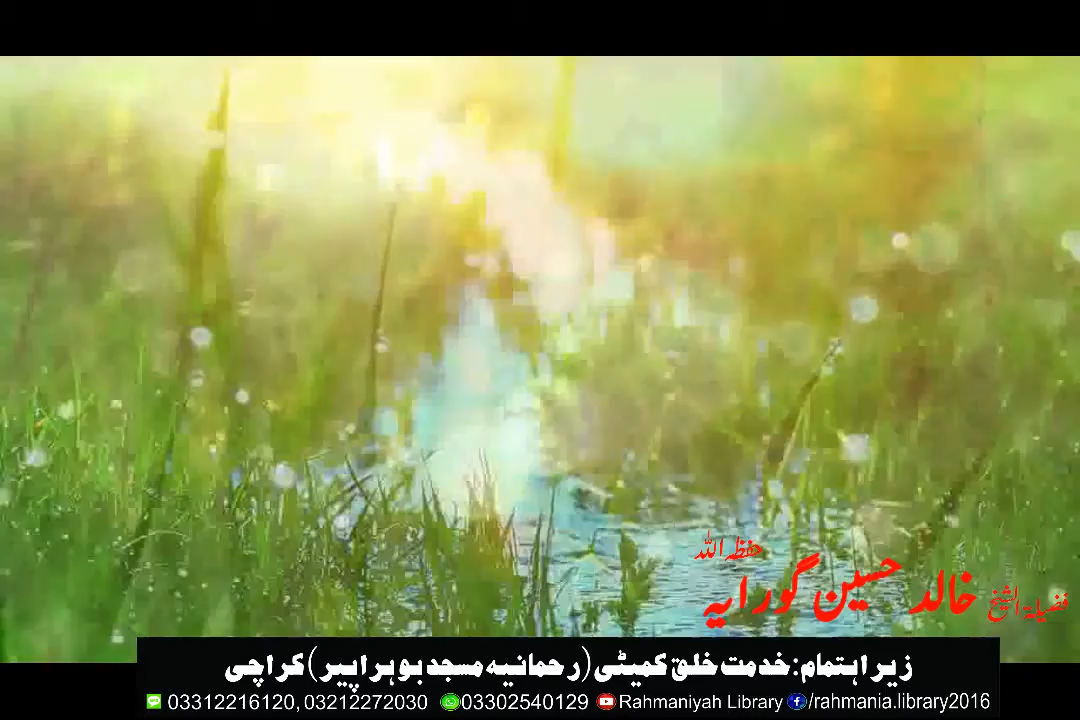 حفظہ اللہ
فضیلۃ الشیخ خالد حسین گورایہ
زیر اہتمام: خدمت خلق کمیٹی (رحمانیہ مسجد بوہراپیر) کراچی
03312216120, 03212272030 03302540129 Rahmaniyah Library /rahmania.library2016